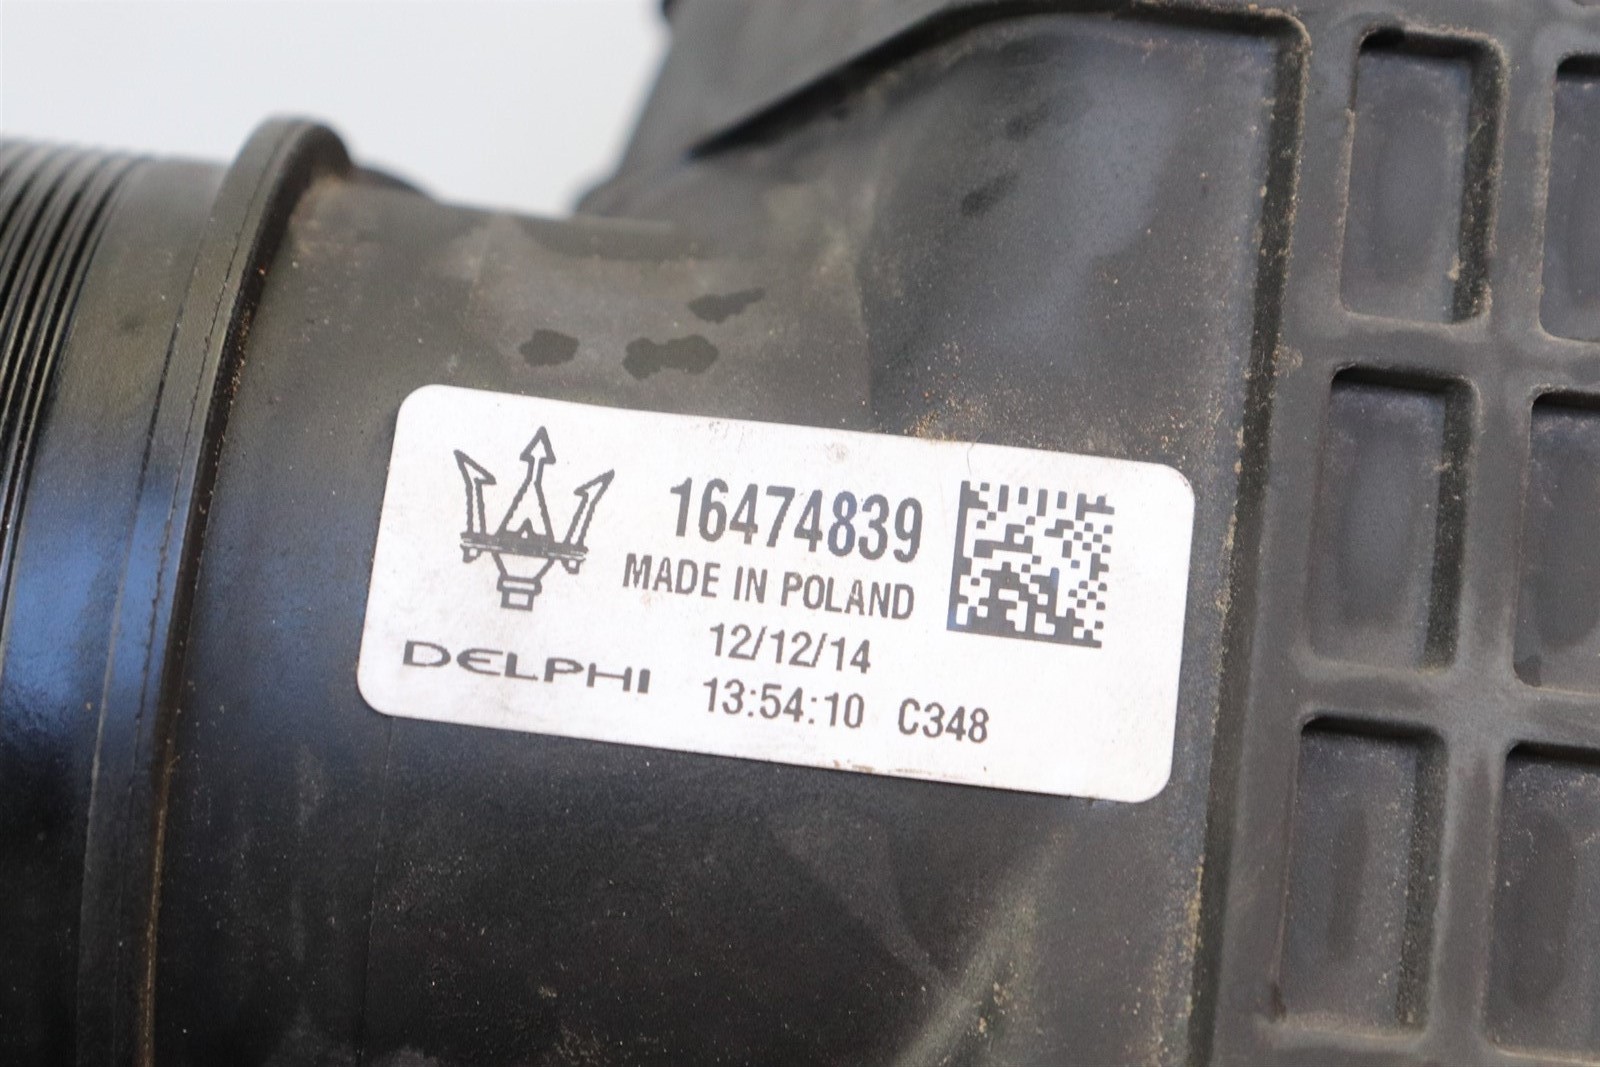 16474839
MADE IN POLAND
12/12/14
DELPHI 13:54:10 C348